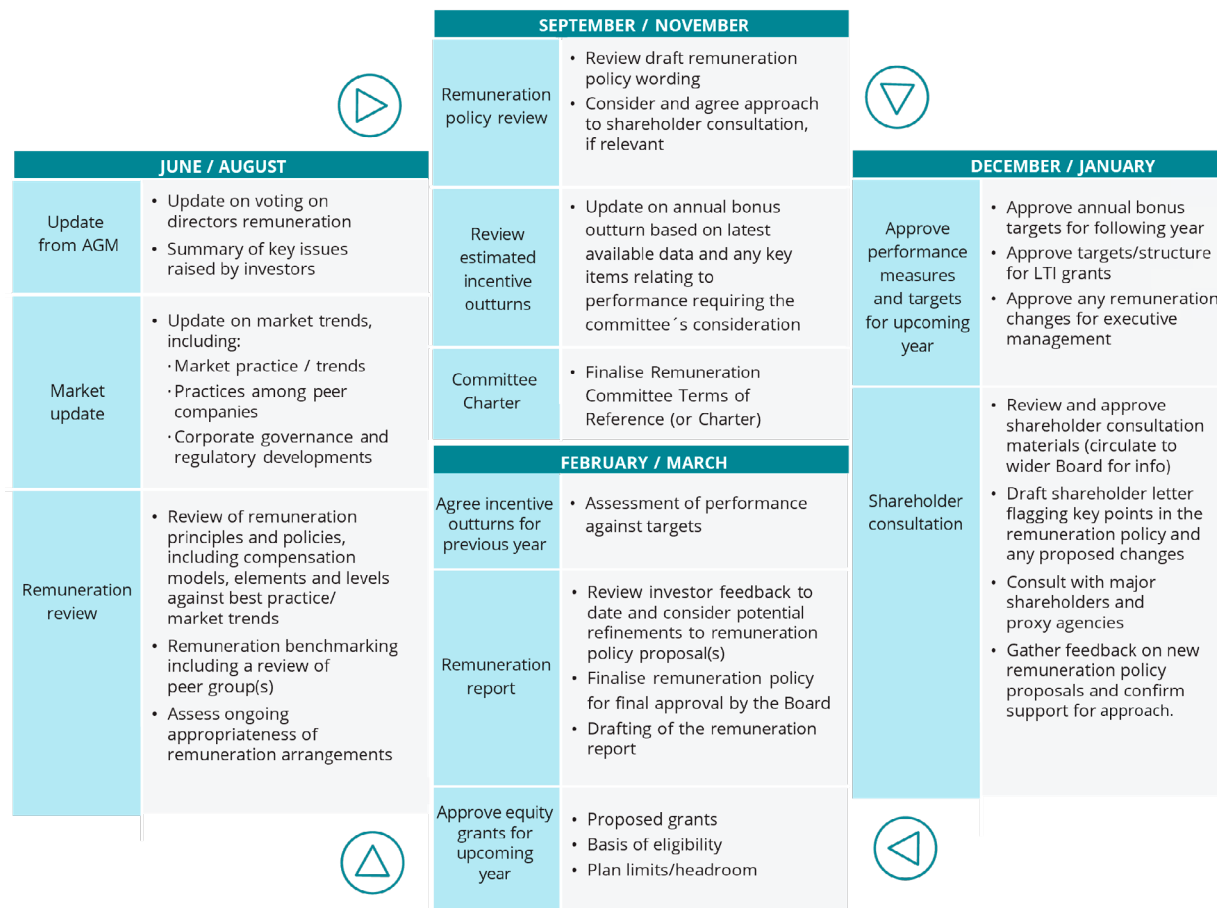 SEPTEMBER / NOVEMBER
Remuneration
policy review
• Review draft remuneration
policy wording
• Consider and agree approach
to shareholder consultation,
if relevant
Review
estimated
incentive
outturns
• Update on annual bonus
outturn based on latest
available data and any key
items relating to
performance requiring the
committee´s consideration
Committee
Charter
• Finalise Remuneration
Committee Terms of
Reference (or Charter)
JUNE / AUGUST
Update
from AGM
• Update on voting on
directors remuneration
• Summary of key issues
raised by investors
Market
update
• Update on market trends,
including:
· Market practice / trends
· Practices among peer
companies
· Corporate governance and
regulatory developments
Remuneration
review
• Review of remuneration
principles and policies,
including compensation
models, elements and levels
against best practice/
market trends
• Remuneration benchmarking
including a review of
peer group(s)
• Assess ongoing
appropriateness of
remuneration arrangements
DECEMBER / JANUARY
Approve
performance
measures
and targets
for upcoming
year
• Approve annual bonus
targets for following year
• Approve targets/structure
for LTI grants
• Approve any remuneration
changes for executive
management
Shareholder
consultation
• Review and approve
shareholder consultation
materials (circulate to
wider Board for info)
• Draft shareholder letter
flagging key points in the
remuneration policy and
any proposed changes
• Consult with major
shareholders and
proxy agencies
• Gather feedback on new
remuneration policy
proposals and confirm
support for approach.
FEBRUARY / MARCH
Agree incentive
outturns for
previous year
• Assessment of performance
against targets
Remuneration
report
• Review investor feedback to
date and consider potential
refinements to remuneration
policy proposal(s)
• Finalise remuneration policy
for final approval by the Board
• Drafting of the remuneration
report
Approve equity
grants for
upcoming
year
• Proposed grants
• Basis of eligibility
• Plan limits/headroom